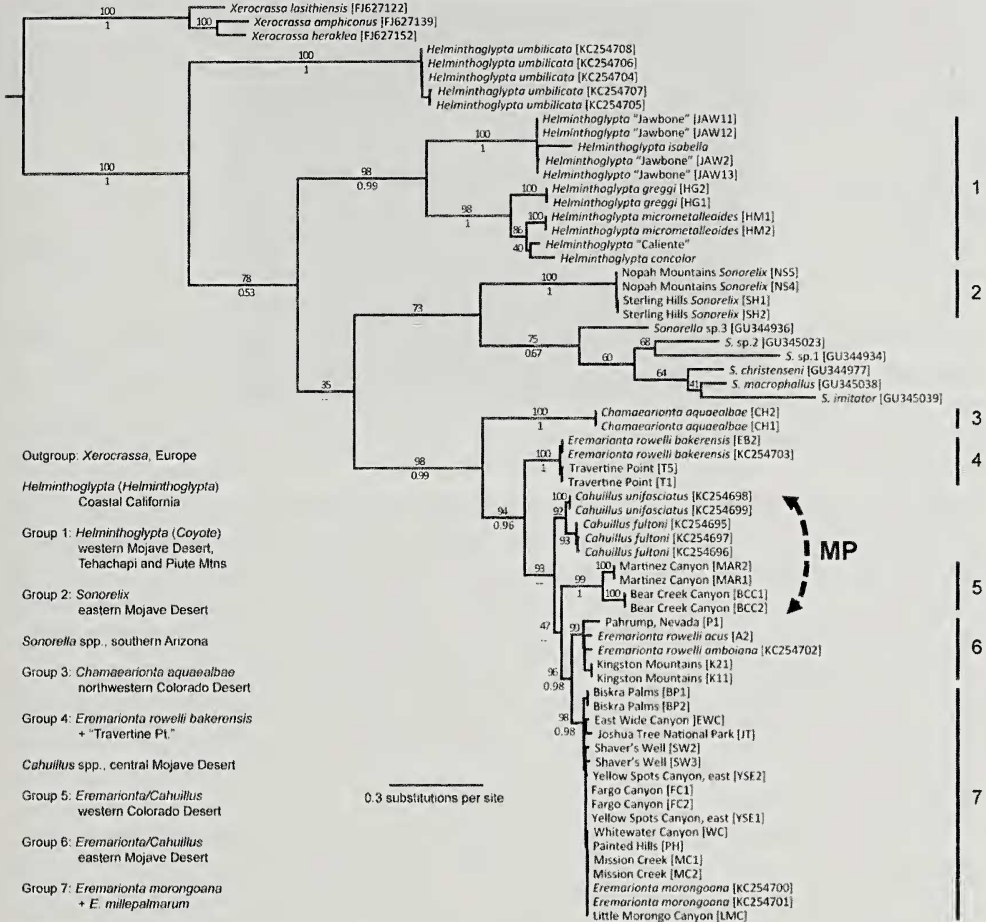 Xerocrassa lasithiensis [FJ627122]
100
1
100
Xerocrassa amphiconus [FJ627139]
Xerocrassa heraklea [FJ627152]
Helminthoglypta umbilicata [KC254708]
100
1
Helminthoglypta umbilicata [KC254706]
Helminthoglypta umbilicata [KC254704]
Helminthoglypta umbilicata [KC254707]
Helminthoglypta umbilicata [KC254705]
100
1
Helminthoglypta "Jawbone" [JAW11]
Helminthoglypta "Jawbone" [JAW12]
100
1
Helminthoglypta isabella
Helminthoglypta "Jawbone" [JAW2]
Helminthoglypta "Jawbone" [JAW13]
98
0.99
Helminthoglypta greggi [HG2]
100
Helminthoglypta greggi [HG1]
98
1
100
Helminthoglypta micrometalleoides [HM1]
Helminthoglypta micrometalleoides [HM2]
86
40
Helminthoglypta "Caliente"
Helminthoglypta concolor
1
78
0.53
Nopah Mountains Sonorelix [NS5]
100
1
Nopah Mountains Sonorelix [NS4]
Sterling Hills Sonorelix [SH1]
Sterling Hills Sonorelix [SH2]
2
73
--
Sonorella sp.3 [GU344936]
75
0.67
68
S. sp.2 [GU345023]
S. sp.1 [GU344934]
60
64
S. christenseni [GU344977]
41
S. macrophallus [GU345038]
S. imitator [GU345039]
35
--
100
1
Chamaearionta aquaealbae [CH2]
Chamaearionta aquaealbae [CH1]
3
98
0.99
Eremarionta rowelli bakerensis [EB2]
100
1
Eremarionta rowelli bakerensis [KC254703]
Travertine Point [T5]
Travertine Point [T1]
4
94
0.96
100
Cahuillus unifasciatus [KC254698]
Cahuillus unifasciatus [KC254699]
92
93
Cahuillus fultoni [KC254695]
Cahuillus fultoni [KC254697]
Cahuillus fultoni [KC254696]
MP
93
--
99
1
100
Martinez Canyon [MAR2]
Martinez Canyon [MAR1]
100
Bear Creek Canyon [BCC1]
Bear Creek Canyon [BCC2]
5
47
--
99
Pahrump, Nevada [P1]
Eremarionta rowelli acus [A2]
Eremarionta rowelli amboiana [KC254702]
Kingston Mountains [K21]
Kingston Mountains [K11]
6
96
0.98
98
0.98
Biskra Palms [BP1]
Biskra Palms [BP2]
East Wide Canyon [EWC]
Joshua Tree National Park [JT]
Shaver's Well [SW2]
Shaver's Well [SW3]
Yellow Spots Canyon, east [YSE2]
Fargo Canyon [FC1]
Fargo Canyon [FC2]
Yellow Spots Canyon, east [YSE1]
Whitewater Canyon [WC]
Painted Hills [PH]
Mission Creek [MC1]
Mission Creek [MC2]
Eremarionta morongoana [KC254700]
Eremarionta morongoana [KC254701]
Little Morongo Canyon [LMC]
7
0.3 substitutions per site
Outgroup: Xerocrassa, Europe
Helminthoglypta (Helminthoglypta)
Coastal California
Group 1: Helminthoglypta (Coyote)
western Mojave Desert,
Tehachapi and Piute Mtns
Group 2: Sonorelix
eastern Mojave Desert
Sonorella spp., southern Arizona
Group 3: Chamaearionta aquaealbae
northwestern Colorado Desert
Group 4: Eremarionta rowelli bakerensis
+ "Travertine Pt."
Cahuillus spp., central Mojave Desert
Group 5: Eremarionta/Cahuillus
western Colorado Desert
Group 6: Eremarionta/Cahuillus
eastern Mojave Desert
Group 7: Eremarionta morongoana
+ E. millepalmarum